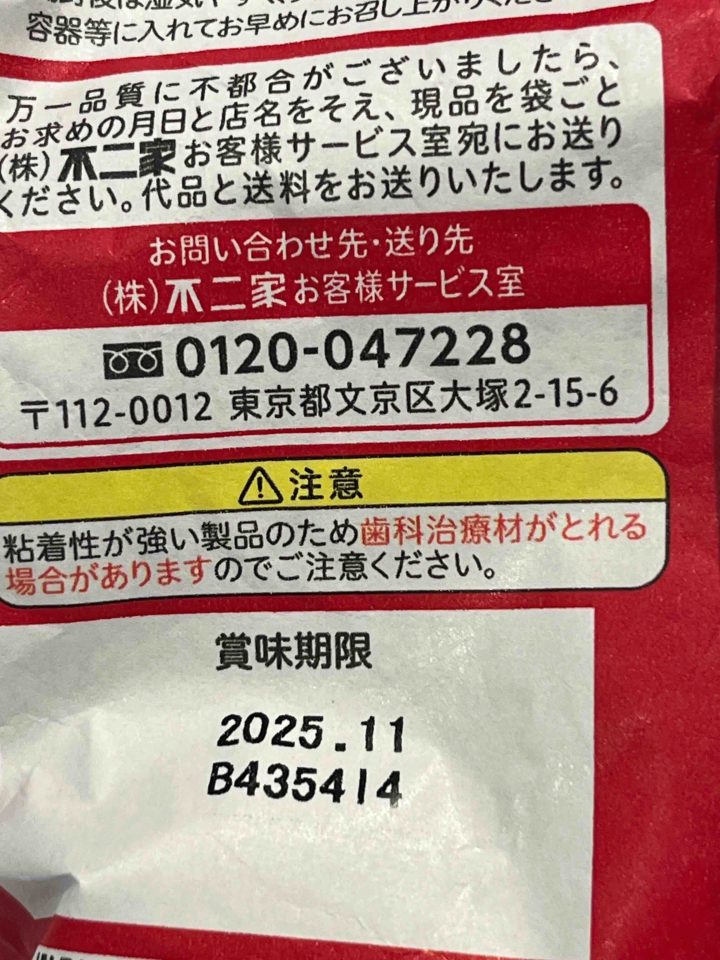 容器等に入れてお早めにお召し上がりくださ
万一品質に不都合がございましたら、
お求めの月日と店名をそえ、現品を袋ごと
(株)不二家お客様サービス室宛にお送り
ください。代品と送料をお送りいたします。
お問い合わせ先・送り先
(株)不二家お客様サービス室
0120-047228
〒112-0012 東京都文京区大塚2-15-6
⚠注意
粘着性が強い製品のため歯科治療材がとれる
場合がありますのでご注意ください。
賞味期限
2025.11
B435414